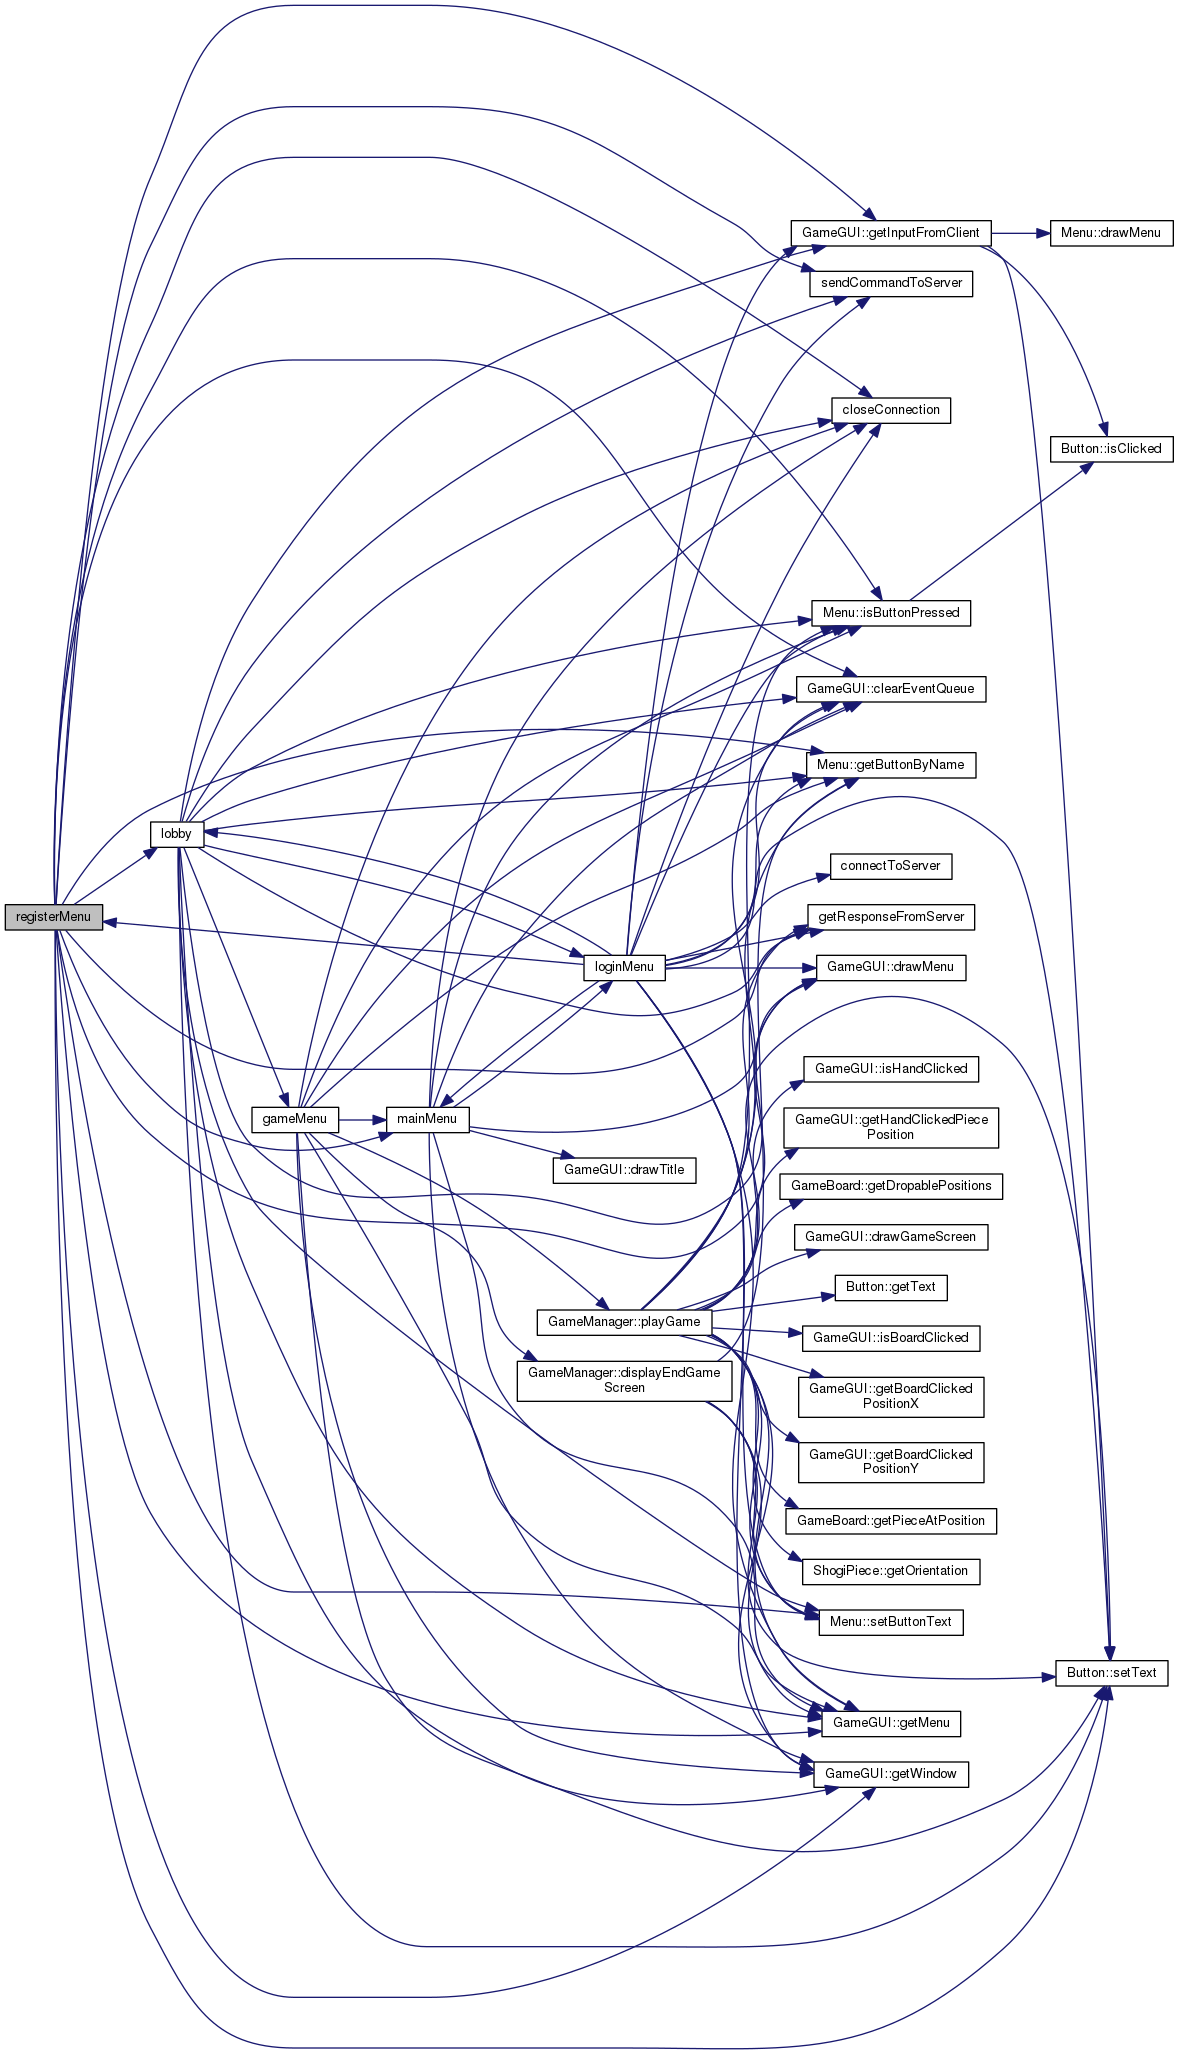 GameGUI::getInputFromClient
Menu::drawMenu
sendCommandToServer
closeConnection
Button::isClicked
Menu::isButtonPressed
GameGUI::clearEventQueue
Menu::getButtonByName
lobby
connectToServer
registerMenu
getResponseFromServer
loginMenu
GameGUI::drawMenu
GameGUI::isHandClicked
gameMenu
mainMenu
GameGUI::getHandClickedPiece
Position
GameGUI::drawTitle
GameBoard::getDropablePositions
GameGUI::drawGameScreen
Button::getText
GameManager::playGame
GameGUI::isBoardClicked
GameManager::displayEndGame
Screen
GameGUI::getBoardClicked
PositionX
GameGUI::getBoardClicked
PositionY
GameBoard::getPieceAtPosition
ShogiPiece::getOrientation
Menu::setButtonText
Button::setText
GameGUI::getMenu
GameGUI::getWindow